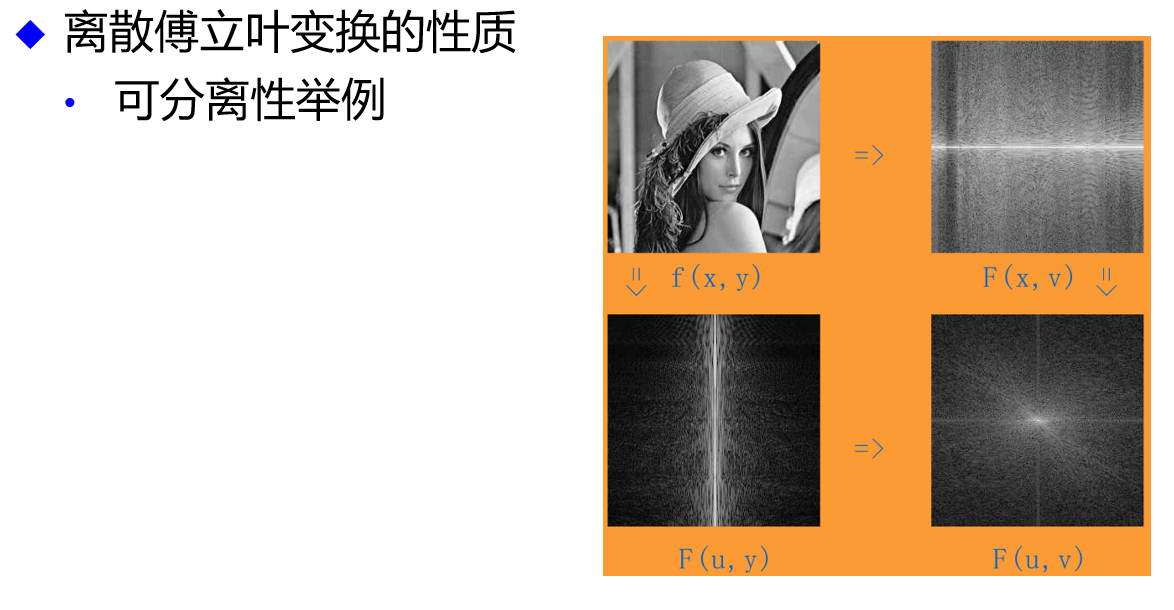 离散傅立叶变换的性质
可分离性举例
=>
=> f(x,y)
F(x,v) =>
=>
F(u,y)
F(u,v)